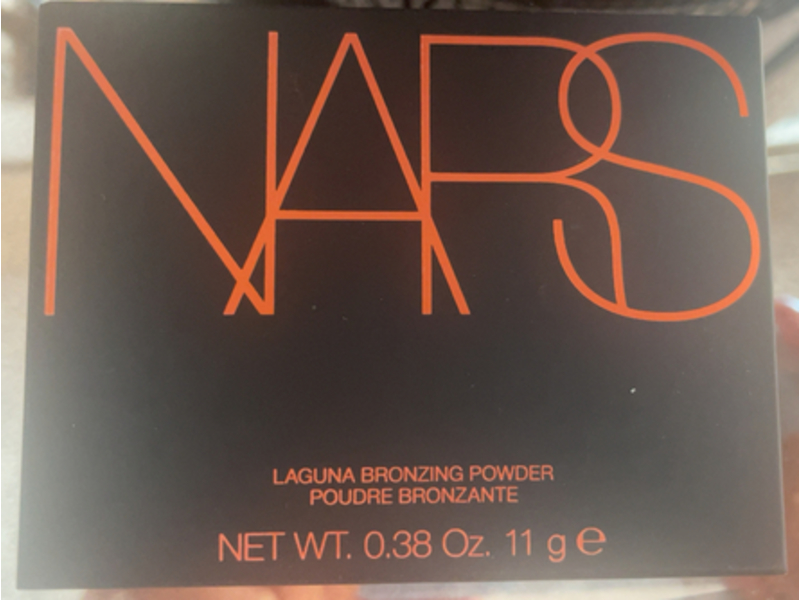 NARS
LAGUNA BRONZING POWDER
POUDRE BRONZANTE
NET WT. 0.38 Oz. 11 g ℮